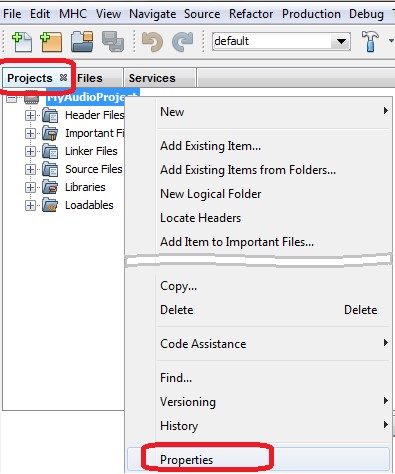 File Edit MHC View Navigate Source Refactor Production Debug T
default
Projects Files Services
MyAudioProject
Header Files
Important Fi
Linker Files
Source Files
Libraries
Loadables
New
Add Existing Item...
Add Existing Items from Folders...
New Logical Folder
Locate Headers
Add Item to Important Files...
Copy...
Delete Delete
Code Assistance
Find...
Versioning
History
Properties